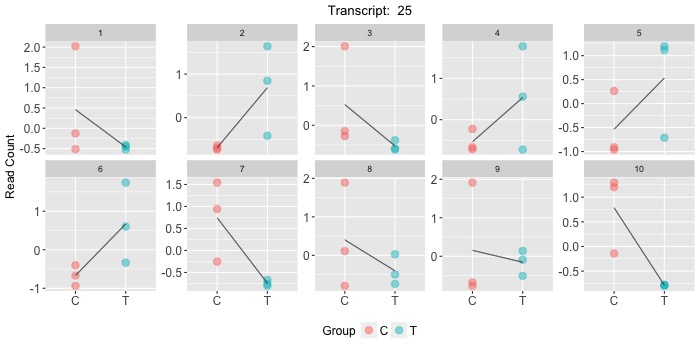 Transcript: 25
1 2 3 4 5
2.0 1.5 1.0 0.5 0.0 -0.5
1 0
2 1 0
1 0
1.0 0.5 0.0 -0.5 -1.0
Read Count
6 7 8 9 10
1 0 -1
1.5 1.0 0.5 0.0 -0.5
2 1 0
2 1 0
1.0 0.5 0.0 -0.5
C T C T C T C T C T
Group C T